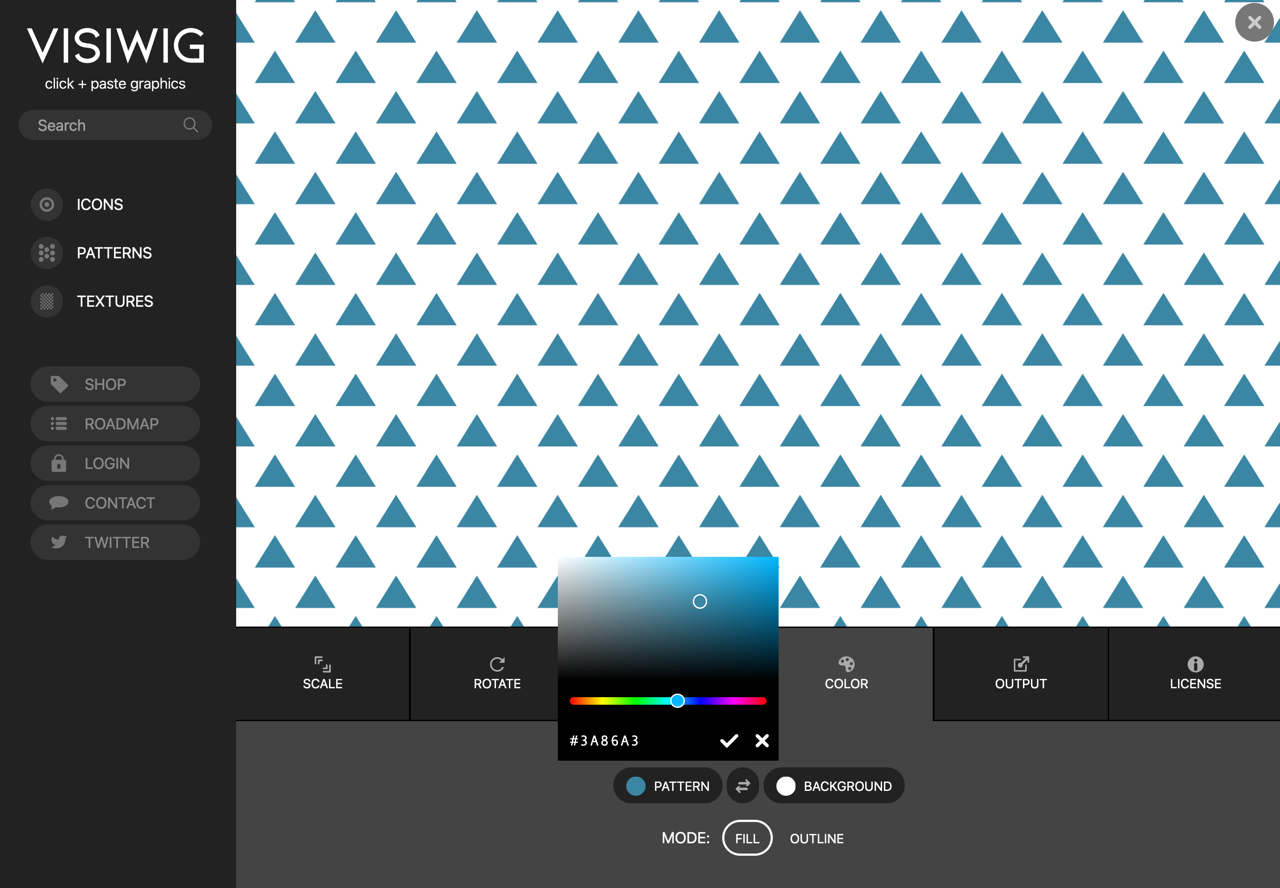 VISIWIG
click + paste graphics
Search
ICONS
PATTERNS
TEXTURES
SHOP
ROADMAP
LOGIN
CONTACT
TWITTER
SCALE
ROTATE
COLOR
OUTPUT
LICENSE
#3A86A3
PATTERN
BACKGROUND
MODE: FILL OUTLINE